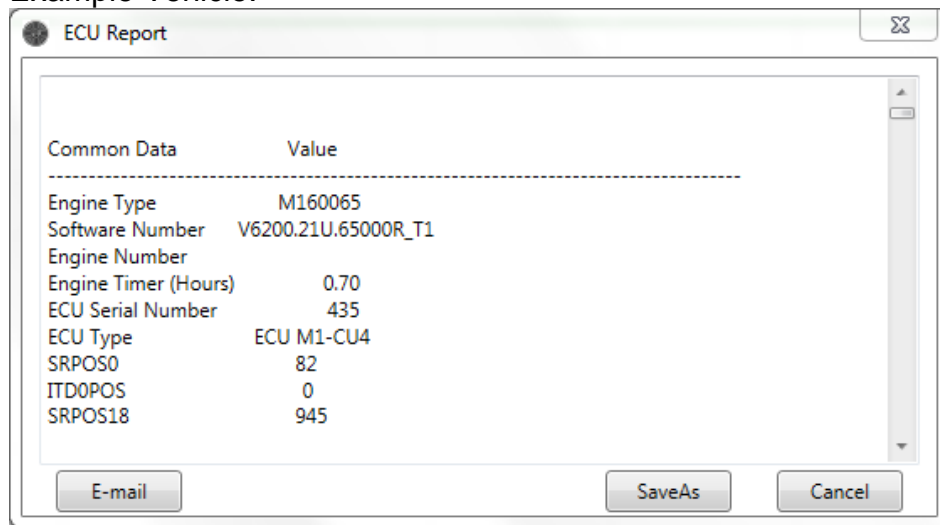 Example Vehicle:
ECU Report
Common Data Value
--------------------------------------------------------------------------------------
Engine Type M160065
Software Number V6200.21U.65000R_T1
Engine Number
Engine Timer (Hours) 0.70
ECU Serial Number 435
ECU Type ECU M1-CU4
SRPOS0 82
ITD0POS 0
SRPOS18 945
E-mail SaveAs Cancel